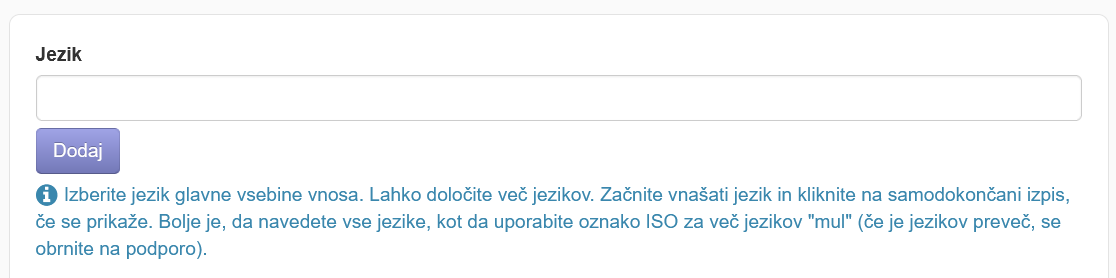 Jezik
Dodaj
Izberite jezik glavne vsebine vnosa. Lahko določite več jezikov. Začnite vnašati jezik in kliknite na samodokončani izpis,
če se prikaže. Bolje je, da navedete vse jezike, kot da uporabite oznako ISO za več jezikov "mul" (če je jezikov preveč, se
obrnite na podporo).